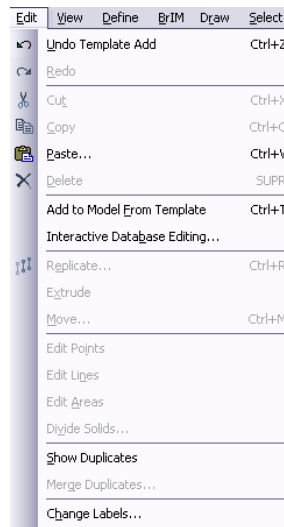 Edit View Define BrIM Draw Select
Undo Template Add Ctrl+Z
Redo
Cut Ctrl+X
Copy Ctrl+C
Paste... Ctrl+V
Delete SUPR
Add to Model From Template Ctrl+T
Interactive Database Editing...
Replicate... Ctrl+R
Extrude
Move... Ctrl+M
Edit Points
Edit Lines
Edit Areas
Divide Solids...
Show Duplicates
Merge Duplicates...
Change Labels...